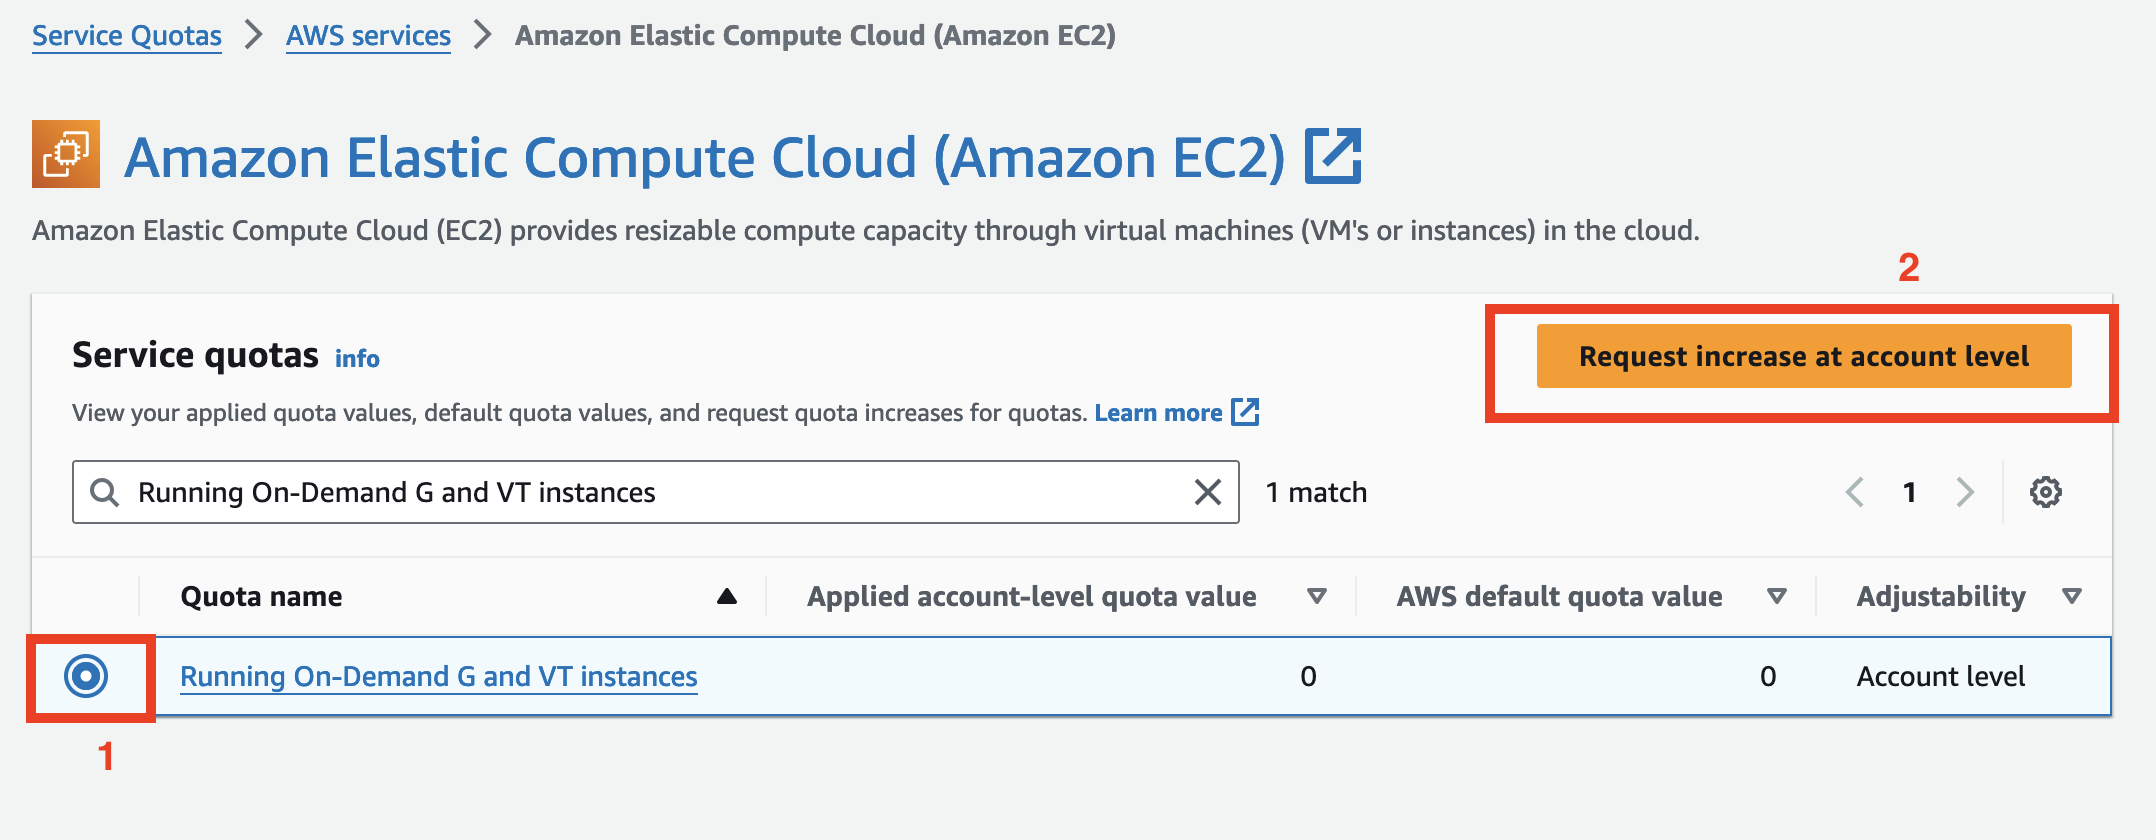 Service Quotas > AWS services > Amazon Elastic Compute Cloud (Amazon EC2)
Amazon Elastic Compute Cloud (Amazon EC2)
Amazon Elastic Compute Cloud (EC2) provides resizable compute capacity through virtual machines (VM's or instances) in the cloud.
2
Service quotas info
Request increase at account level
View your applied quota values, default quota values, and request quota increases for quotas. Learn more
Running On-Demand G and VT instances
1 match
1
Quota name Applied account-level quota value AWS default quota value Adjustability
Running On-Demand G and VT instances 0 0 Account level
1